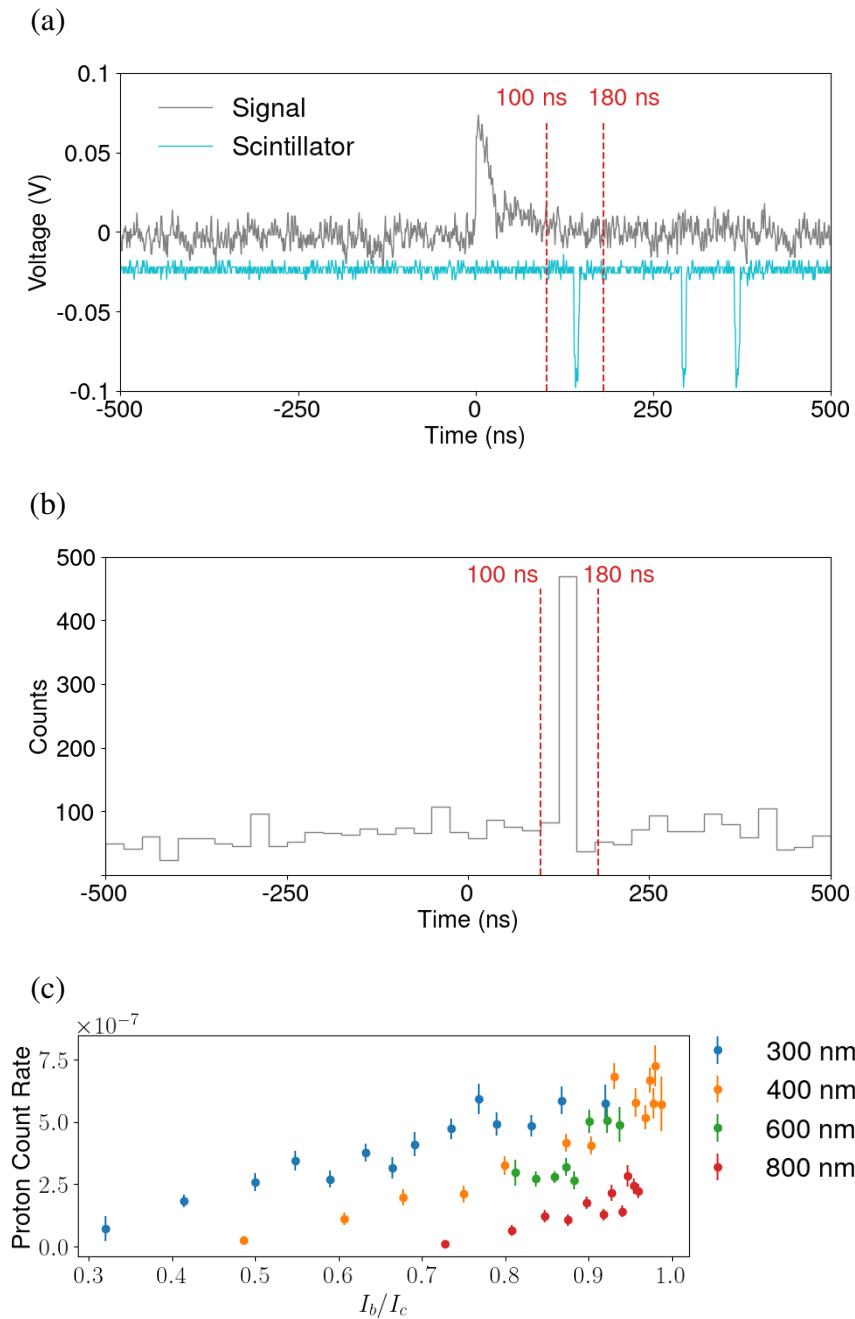 (a)
0.1
100 ns 180 ns
Signal
Scintillator
0.05
0
-0.05
-0.1
Voltage (V)
-500 -250 0 250 500
Time (ns)
(b)
500
100 ns 180 ns
400
300
200
100
Counts
-500 -250 0 250 500
Time (ns)
(c)
×10⁻⁷
7.5
5.0
2.5
0.0
Proton Count Rate
300 nm
400 nm
600 nm
800 nm
0.3 0.4 0.5 0.6 0.7 0.8 0.9 1.0
I_b/I_c